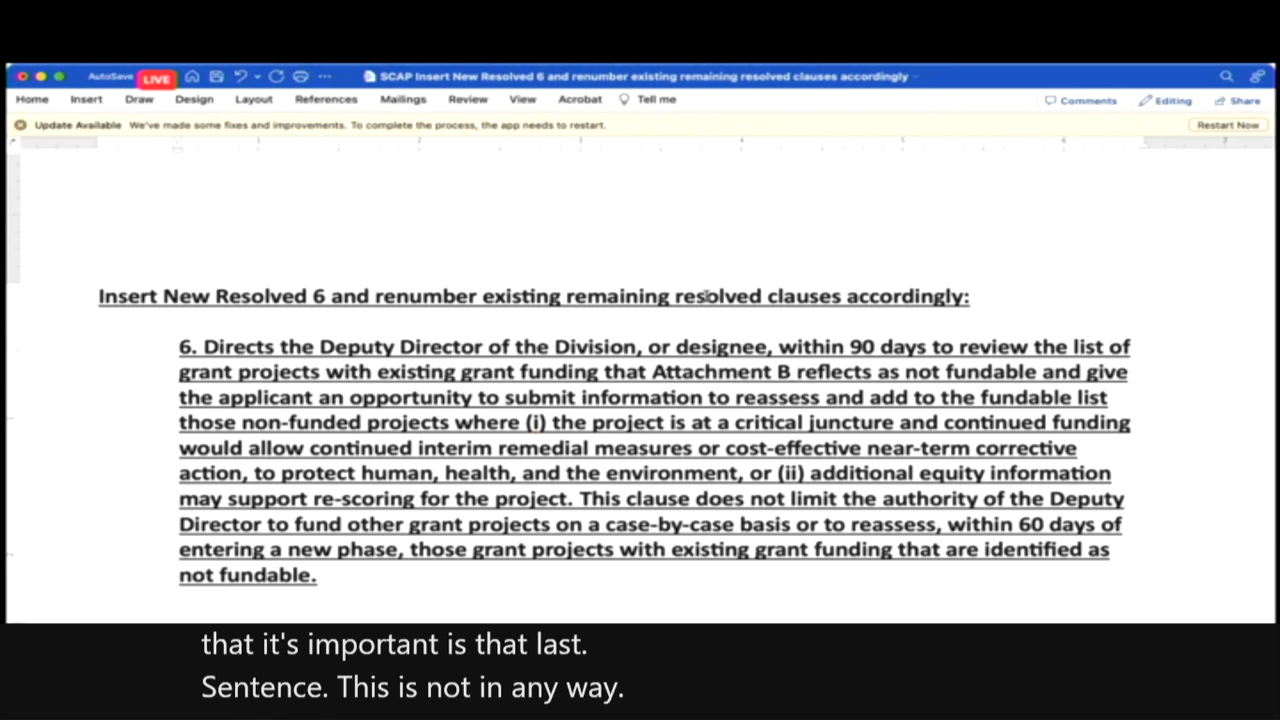 AutoSave LIVE SCAP Insert New Resolved 6 and renumber existing remaining resolved clauses accordingly
Home Insert Draw Design Layout References Mailings Review View Acrobat Tell me Comments Editing Share
Update Available We've made some fixes and improvements. To complete the process, the app needs to restart. Restart Now
1 2 3 4 5 6 7
Insert New Resolved 6 and renumber existing remaining resolved clauses accordingly:
6. Directs the Deputy Director of the Division, or designee, within 90 days to review the list of
grant projects with existing grant funding that Attachment B reflects as not fundable and give
the applicant an opportunity to submit information to reassess and add to the fundable list
those non-funded projects where (i) the project is at a critical juncture and continued funding
would allow continued interim remedial measures or cost-effective near-term corrective
action, to protect human, health, and the environment, or (ii) additional equity information
may support re-scoring for the project. This clause does not limit the authority of the Deputy
Director to fund other grant projects on a case-by-case basis or to reassess, within 60 days of
entering a new phase, those grant projects with existing grant funding that are identified as
not fundable.
that it's important is that last.
Sentence. This is not in any way.